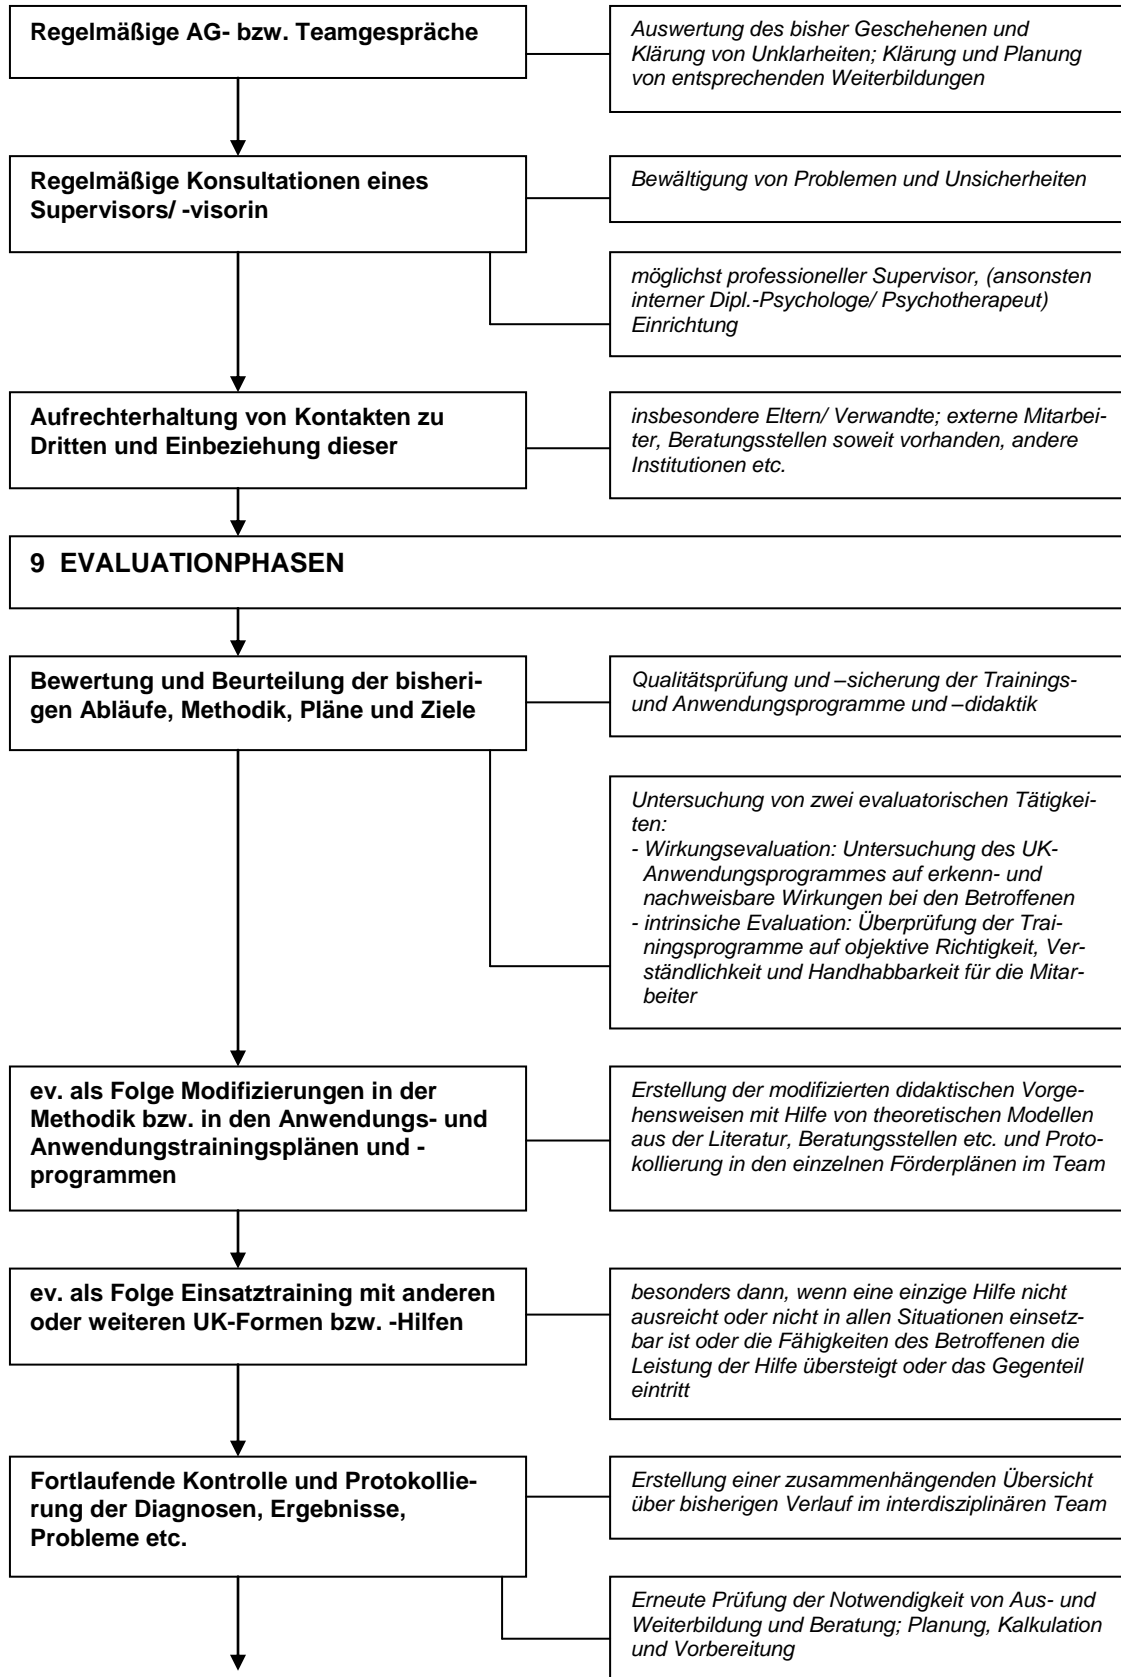 Regelmäßige AG- bzw. Teamgespräche
Auswertung des bisher Geschehenen und
Klärung von Unklarheiten; Klärung und Planung
von entsprechenden Weiterbildungen
Regelmäßige Konsultationen eines
Supervisors/ -visorin
Bewältigung von Problemen und Unsicherheiten
möglichst professioneller Supervisor, (ansonsten
interner Dipl.-Psychologe/ Psychotherapeut)
Einrichtung
Aufrechterhaltung von Kontakten zu
Dritten und Einbeziehung dieser
insbesondere Eltern/ Verwandte; externe Mitarbei-
ter, Beratungsstellen soweit vorhanden, andere
Institutionen etc.
9 EVALUATIONPHASEN
Bewertung und Beurteilung der bisheri-
gen Abläufe, Methodik, Pläne und Ziele
Qualitätsprüfung und –sicherung der Trainings-
und Anwendungsprogramme und –didaktik
Untersuchung von zwei evaluatorischen Tätigkei-
ten:
- Wirkungsevaluation: Untersuchung des UK-
Anwendungsprogrammes auf erkenn- und
nachweisbare Wirkungen bei den Betroffenen
- intrinsiche Evaluation: Überprüfung der Trai-
ningsprogramme auf objektive Richtigkeit, Ver-
ständlichkeit und Handhabbarkeit für die Mitar-
beiter
ev. als Folge Modifizierungen in der
Methodik bzw. in den Anwendungs- und
Anwendungstrainingsplänen und -
programmen
Erstellung der modifizierten didaktischen Vorge-
hensweisen mit Hilfe von theoretischen Modellen
aus der Literatur, Beratungsstellen etc. und Proto-
kollierung in den einzelnen Förderplänen im Team
ev. als Folge Einsatztraining mit anderen
oder weiteren UK-Formen bzw. -Hilfen
besonders dann, wenn eine einzige Hilfe nicht
ausreicht oder nicht in allen Situationen einsetz-
bar ist oder die Fähigkeiten des Betroffenen die
Leistung der Hilfe übersteigt oder das Gegenteil
eintritt
Fortlaufende Kontrolle und Protokollie-
rung der Diagnosen, Ergebnisse,
Probleme etc.
Erstellung einer zusammenhängenden Übersicht
über bisherigen Verlauf im interdisziplinären Team
Erneute Prüfung der Notwendigkeit von Aus- und
Weiterbildung und Beratung; Planung, Kalkulation
und Vorbereitung